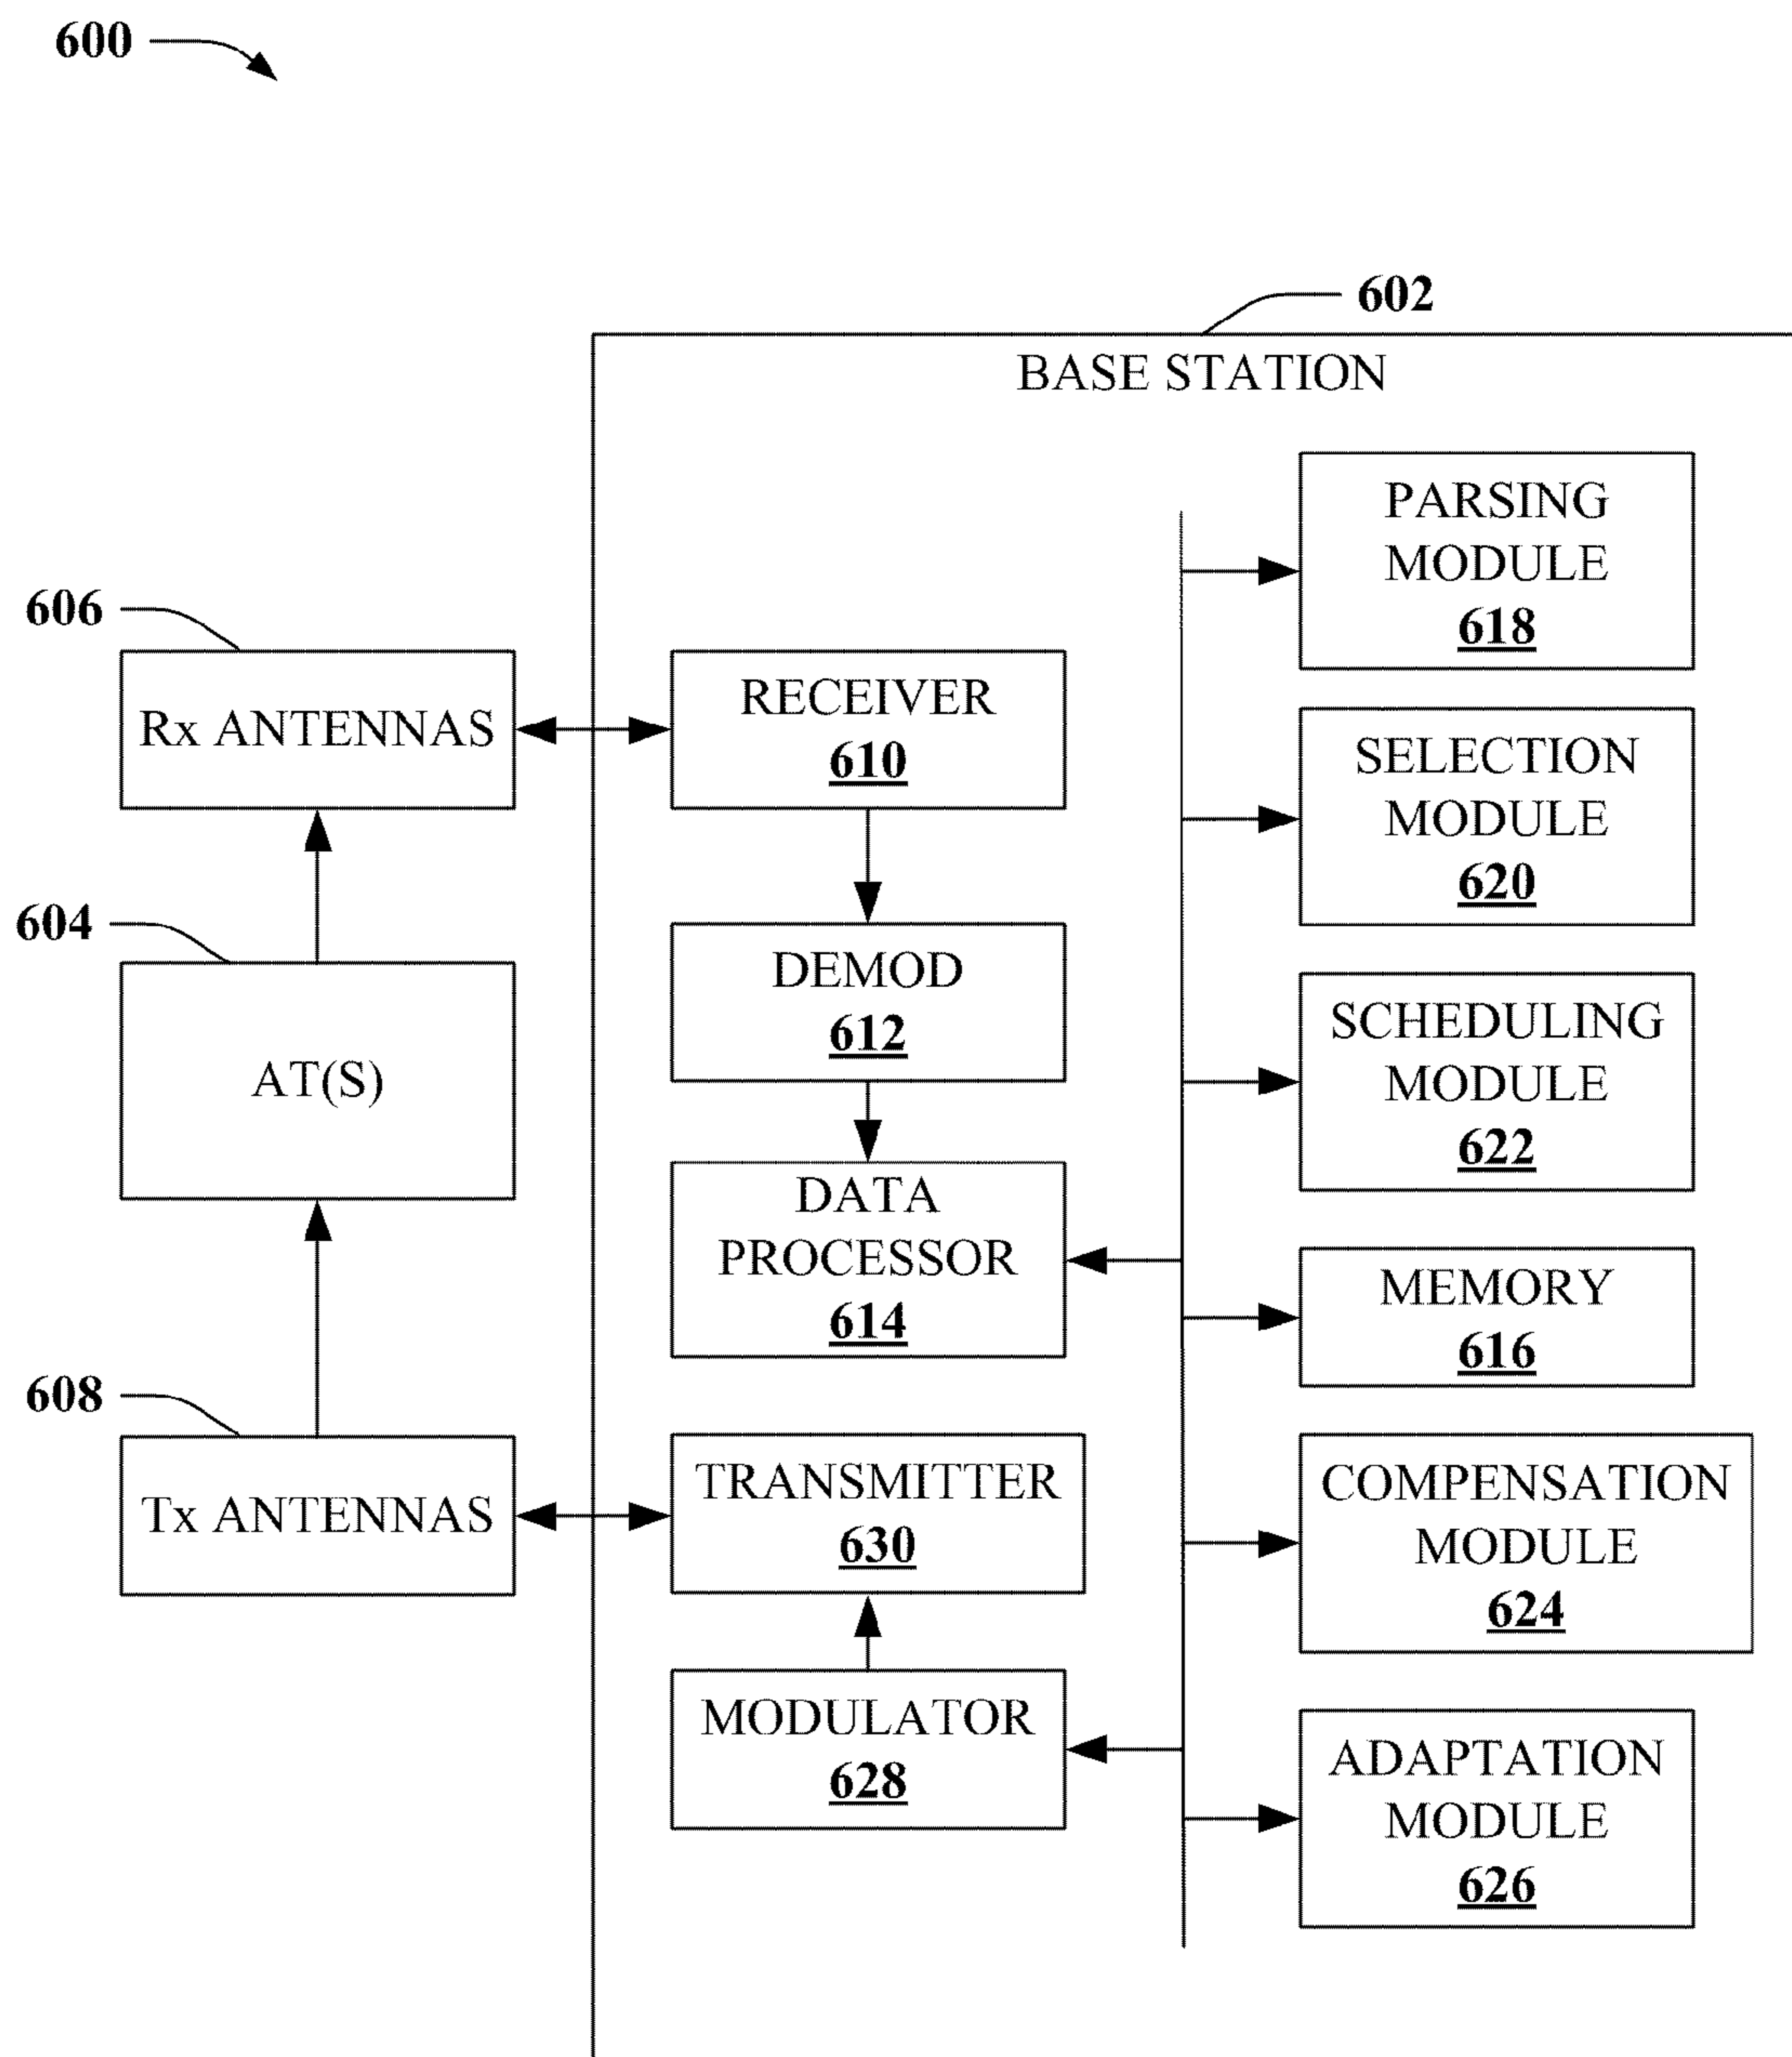 600
602
BASE STATION
606
Rx ANTENNAS
604
AT(S)
608
Tx ANTENNAS
RECEIVER
610
DEMOD
612
DATA
PROCESSOR
614
TRANSMITTER
630
MODULATOR
628
PARSING
MODULE
618
SELECTION
MODULE
620
SCHEDULING
MODULE
622
MEMORY
616
COMPENSATION
MODULE
624
ADAPTATION
MODULE
626